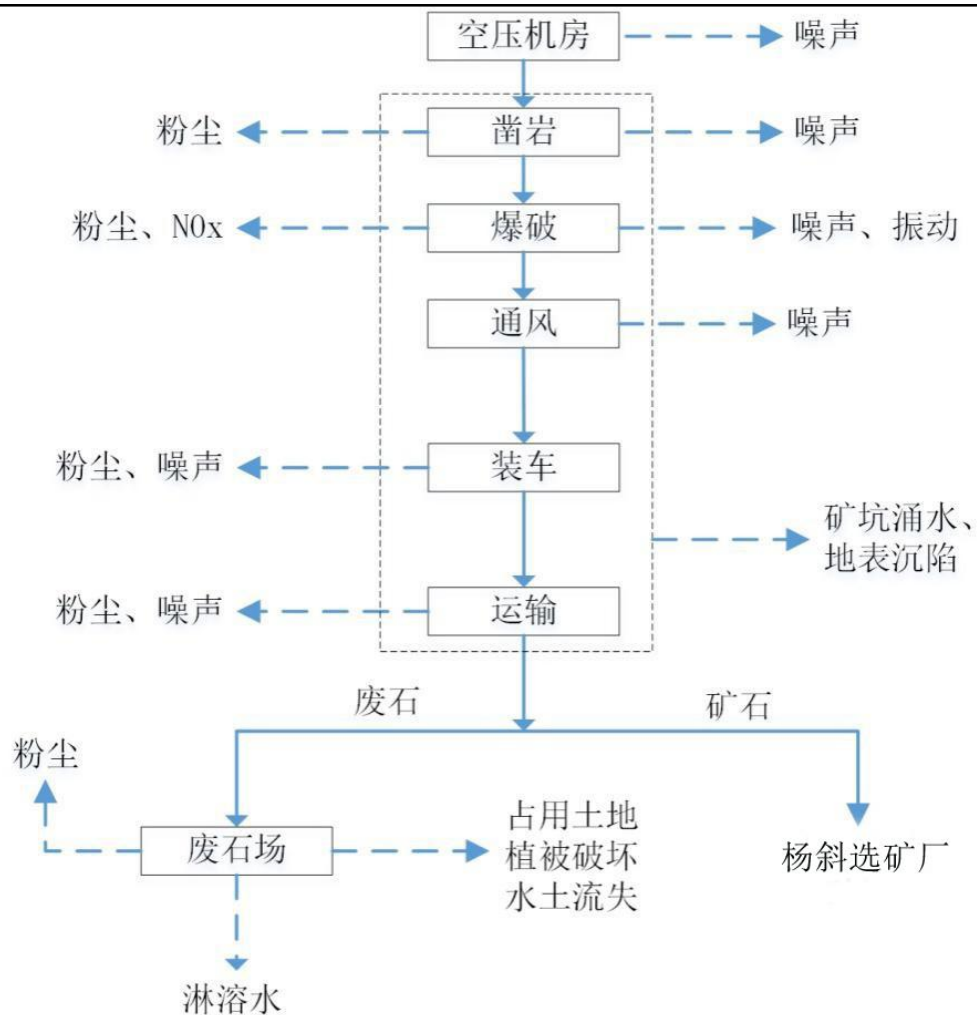 空压机房
噪声
粉尘
凿岩
噪声
粉尘、NOx
爆破
噪声、振动
通风
噪声
粉尘、噪声
装车
矿坑涌水、
地表沉陷
粉尘、噪声
运输
废石
矿石
粉尘
废石场
占用土地
植被破坏
水土流失
杨斜选矿厂
淋溶水